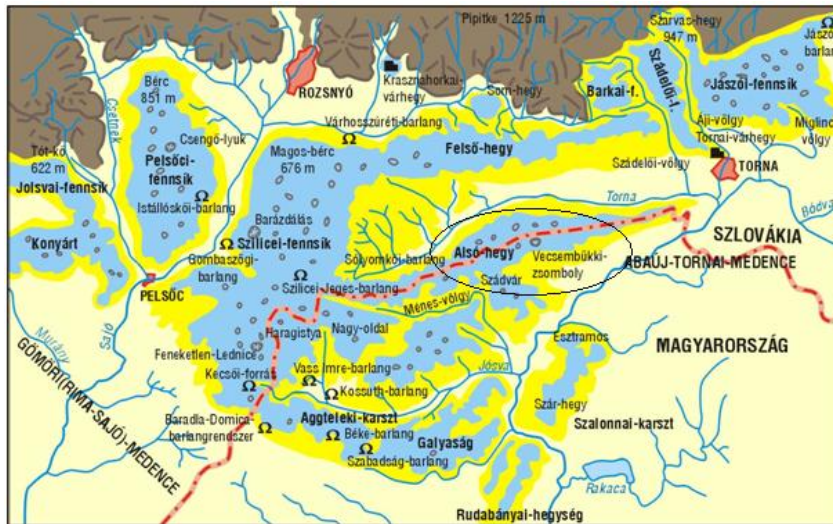 Pipitke 1225 m
Szarvas-hegy
947 m
Jászói-
barlang
ROZSNYÓ
Krasznahorkai-
várhegy
Som-hegy
Barkai-f.
Szádelői-f.
Jászói-fennsík
Bérc
851 m
Csetnek
Csengő-lyuk
Várhosszúréti-barlang
Áji-völgy
Tornai-várhegy
Miglinc-
völgy
Tót-kő
622 m
Pelsőci-
fennsík
Magos-bérc
676 m
Felső-hegy
Szádelői-völgy
TORNA
Jolsvai-fennsík
Istállóskői-barlang
Barázdálás
Torna
Bódva
Konyárt
Szilicei-fennsík
Gombaszögi-
barlang
Sólyomkői-barlang
Alsó-hegy
Vecsembükki-
zsomboly
SZLOVÁKIA
ABAÚJ-TORNAI-MEDENCE
PELSŐC
Szilicei Jeges-barlang
Szádvár
Ménes-völgy
Murány
Sajó
Haragistya
Nagy-oldal
Esztramos
MAGYARORSZÁG
Feneketlen-Lednice
Kecsői-forrás
Vass Imre-barlang
Jósva
Kossuth-barlang
Szár-hegy
GÖMÖRI(RIMA-SAJÓ)-MEDENCE
Baradla-Domica-
barlangrendszer
Aggteleki-karszt
Béke-barlang
Galyaság
Szalonnai-karszt
Szabadság-barlang
Rakaca
Rudabányai-hegység